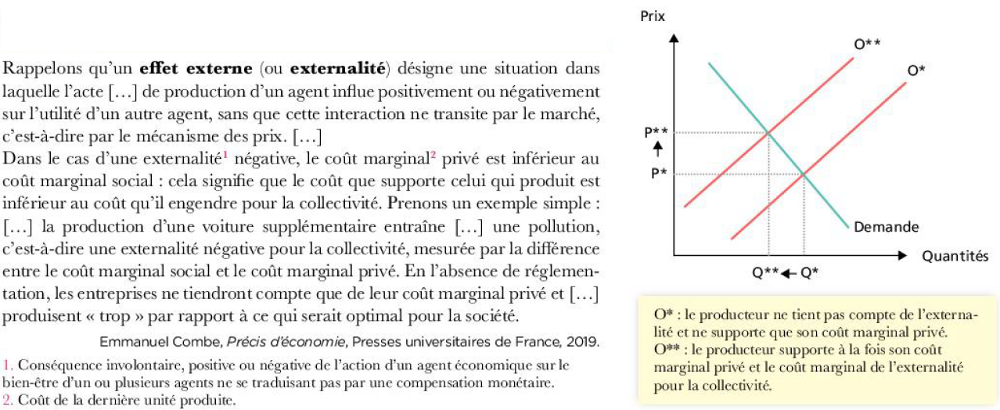 Rappelons qu'un effet externe (ou externalité) désigne une situation dans
laquelle l'acte […] de production d'un agent influe positivement ou négativement
sur l'utilité d'un autre agent, sans que cette interaction ne transite par le marché,
c'est-à-dire par le mécanisme des prix. […]
Dans le cas d'une externalité¹ négative, le coût marginal² privé est inférieur au
coût marginal social : cela signifie que le coût que supporte celui qui produit est
inférieur au coût qu'il engendre pour la collectivité. Prenons un exemple simple :
[…] la production d'une voiture supplémentaire entraîne […] une pollution,
c'est-à-dire une externalité négative pour la collectivité, mesurée par la différence
entre le coût marginal social et le coût marginal privé. En l'absence de réglemen-
tation, les entreprises ne tiendront compte que de leur coût marginal privé et […]
produisent « trop » par rapport à ce qui serait optimal pour la société.
Emmanuel Combe, Précis d'économie, Presses universitaires de France, 2019.
1. Conséquence involontaire, positive ou négative de l'action d'un agent économique sur le
bien-être d'un ou plusieurs agents ne se traduisant pas par une compensation monétaire.
2. Coût de la dernière unité produite.
Prix
O**
O*
P**
P*
Demande
Quantités
Q** Q*
O* : le producteur ne tient pas compte de l'externa-
lité et ne supporte que son coût marginal privé.
O** : le producteur supporte à la fois son coût
marginal privé et le coût marginal de l'externalité
pour la collectivité.